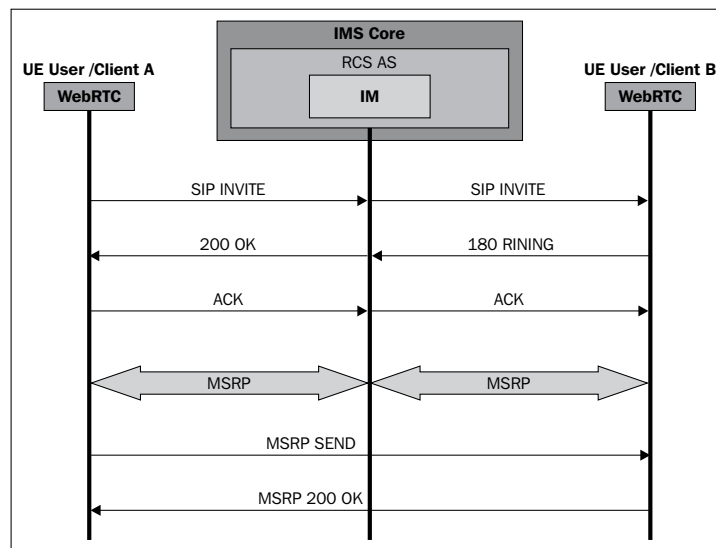 IMS Core
RCS AS
IM
UE User /Client A
WebRTC
UE User /Client B
WebRTC
SIP INVITE
SIP INVITE
200 OK
180 RINING
ACK
ACK
MSRP
MSRP
MSRP SEND
MSRP 200 OK